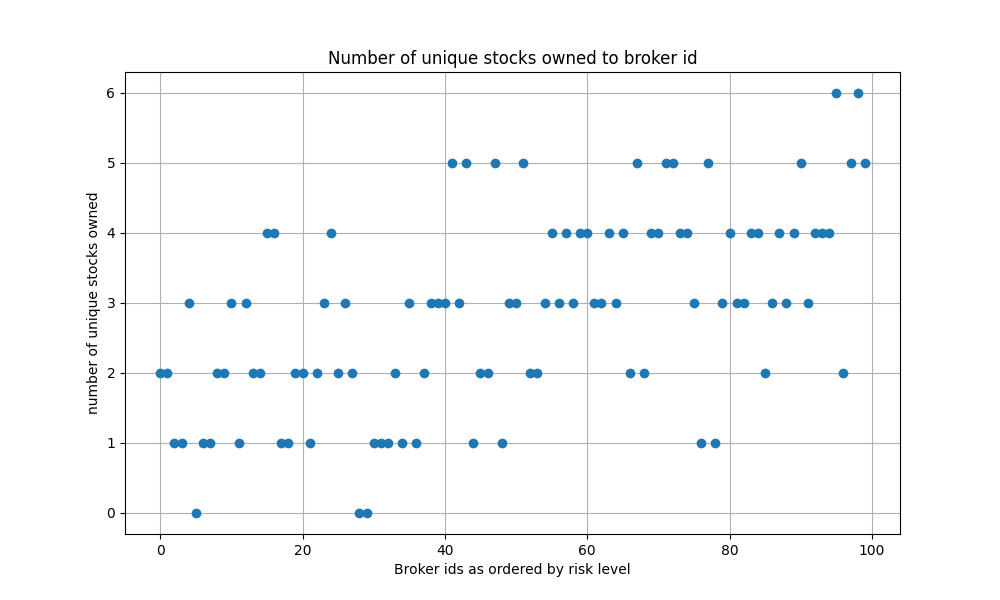 Number of unique stocks owned to broker id
number of unique stocks owned
6
5
4
3
2
1
0
0 20 40 60 80 100
Broker ids as ordered by risk level